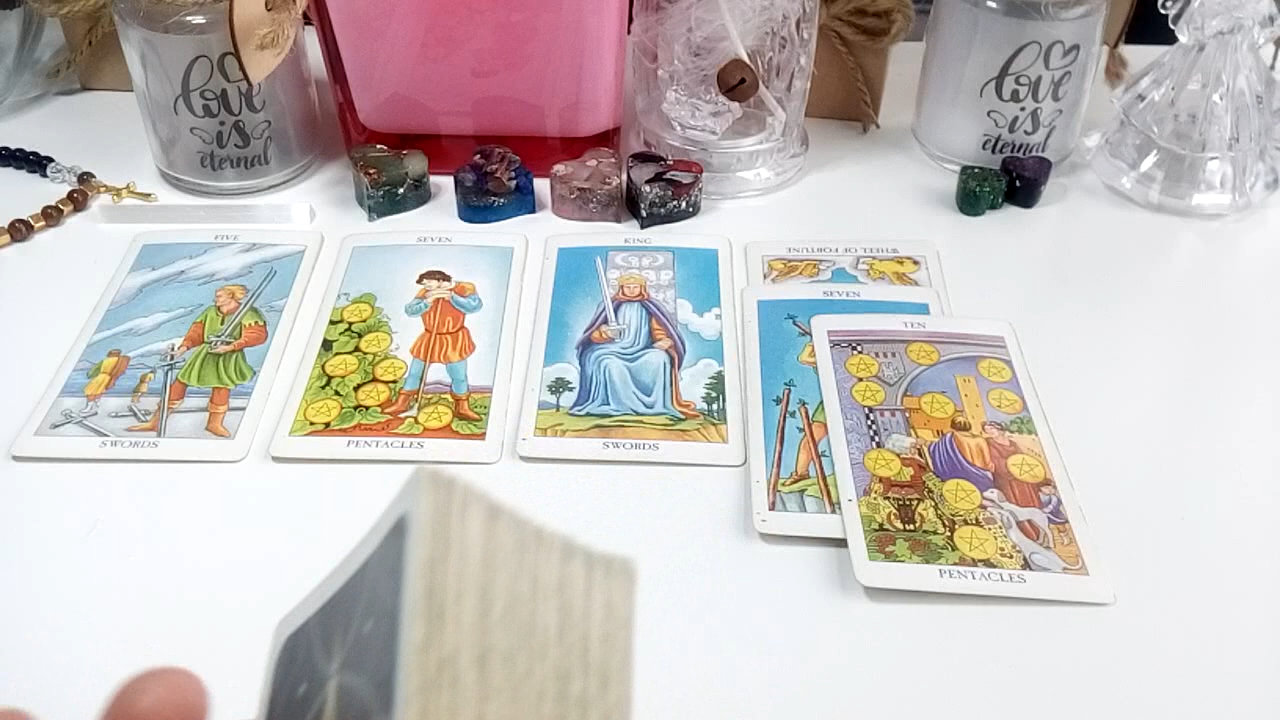 love
is
eternal
love
is
eternal
FIVE
SWORDS
SEVEN
PENTACLES
KING
SWORDS
WHEEL OF FORTUNE
SEVEN
TEN
PENTACLES